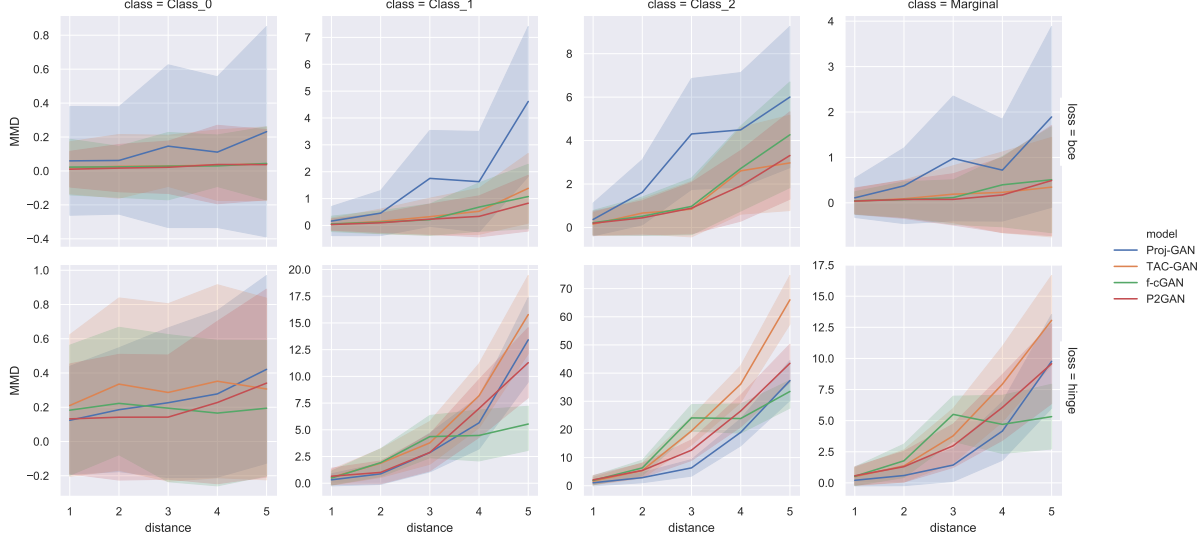 class = Class_0
class = Class_1
class = Class_2
class = Marginal
MMD
0.8
0.6
0.4
0.2
0.0
−0.2
−0.4
7
6
5
4
3
2
1
0
8
6
4
2
0
4
3
2
1
0
−1
loss = bce
MMD
1.0
0.8
0.6
0.4
0.2
0.0
−0.2
20.0
17.5
15.0
12.5
10.0
7.5
5.0
2.5
0.0
70
60
50
40
30
20
10
0
17.5
15.0
12.5
10.0
7.5
5.0
2.5
0.0
loss = hinge
1 2 3 4 5
distance
1 2 3 4 5
distance
1 2 3 4 5
distance
1 2 3 4 5
distance
model
Proj-GAN
TAC-GAN
f-cGAN
P2GAN